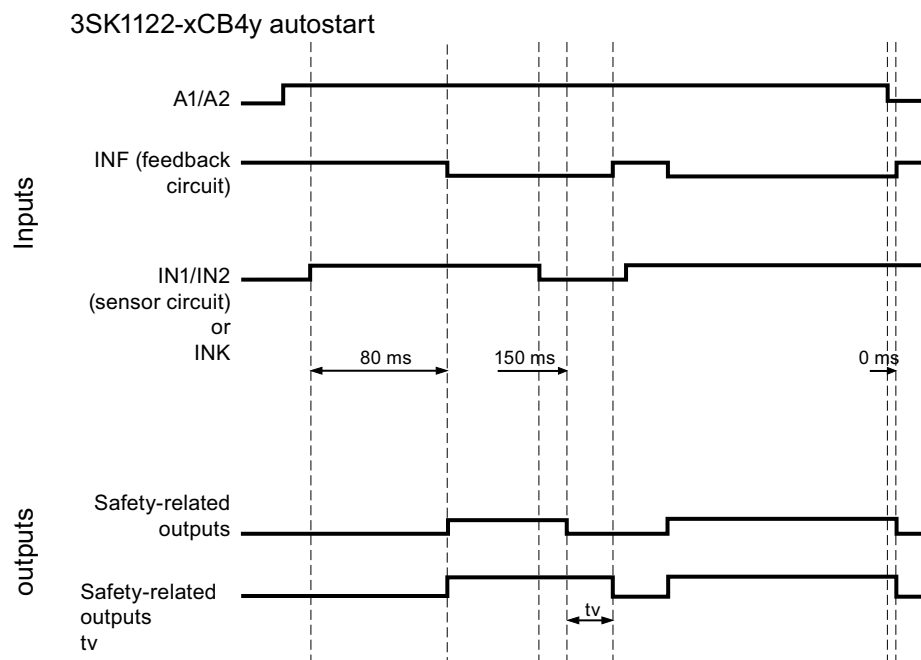 3SK1122-xCB4y autostart
Inputs
A1/A2
INF (feedback
circuit)
IN1/IN2
(sensor circuit)
or
INK
80 ms
150 ms
0 ms
outputs
Safety-related
outputs
Safety-related
outputs
tv
tv